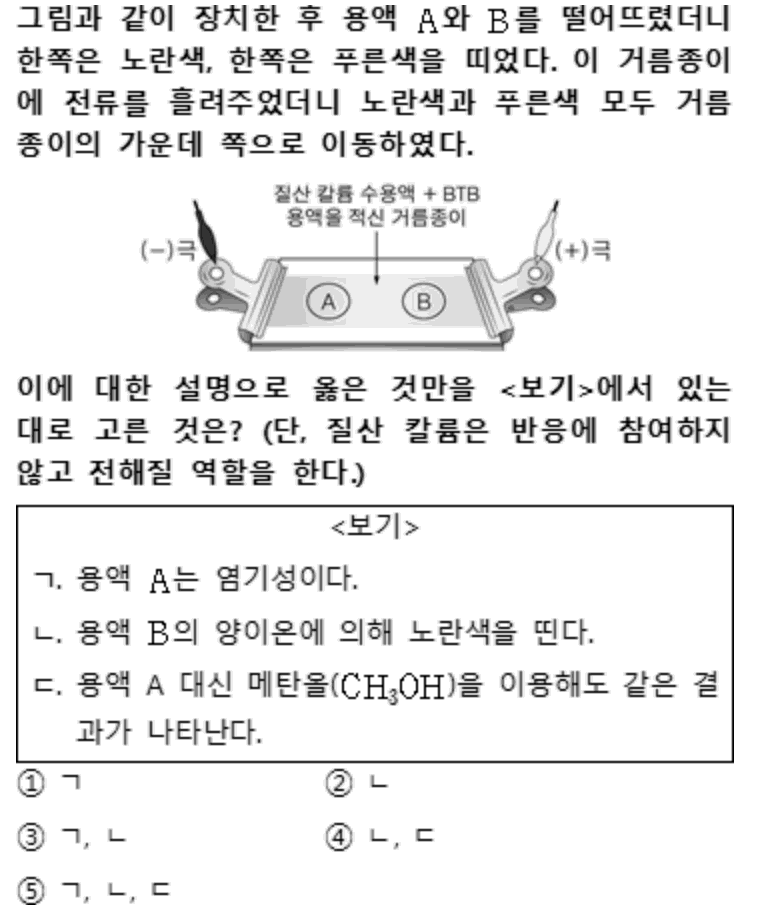 그림과 같이 장치한 후 용액 A와 B를 떨어뜨렸더니
한쪽은 노란색, 한쪽은 푸른색을 띠었다. 이 거름종이
에 전류를 흘려주었더니 노란색과 푸른색 모두 거름
종이의 가운데 쪽으로 이동하였다.
질산 칼륨 수용액 + BTB
용액을 적신 거름종이
(−)극
(+)극
A
B
이에 대한 설명으로 옳은 것만을 <보기>에서 있는
대로 고른 것은? (단, 질산 칼륨은 반응에 참여하지
않고 전해질 역할을 한다.)
<보기>
ㄱ. 용액 A는 염기성이다.
ㄴ. 용액 B의 양이온에 의해 노란색을 띤다.
ㄷ. 용액 A 대신 메탄올(CH₃OH)을 이용해도 같은 결
과가 나타난다.
① ㄱ
② ㄴ
③ ㄱ, ㄴ
④ ㄴ, ㄷ
⑤ ㄱ, ㄴ, ㄷ